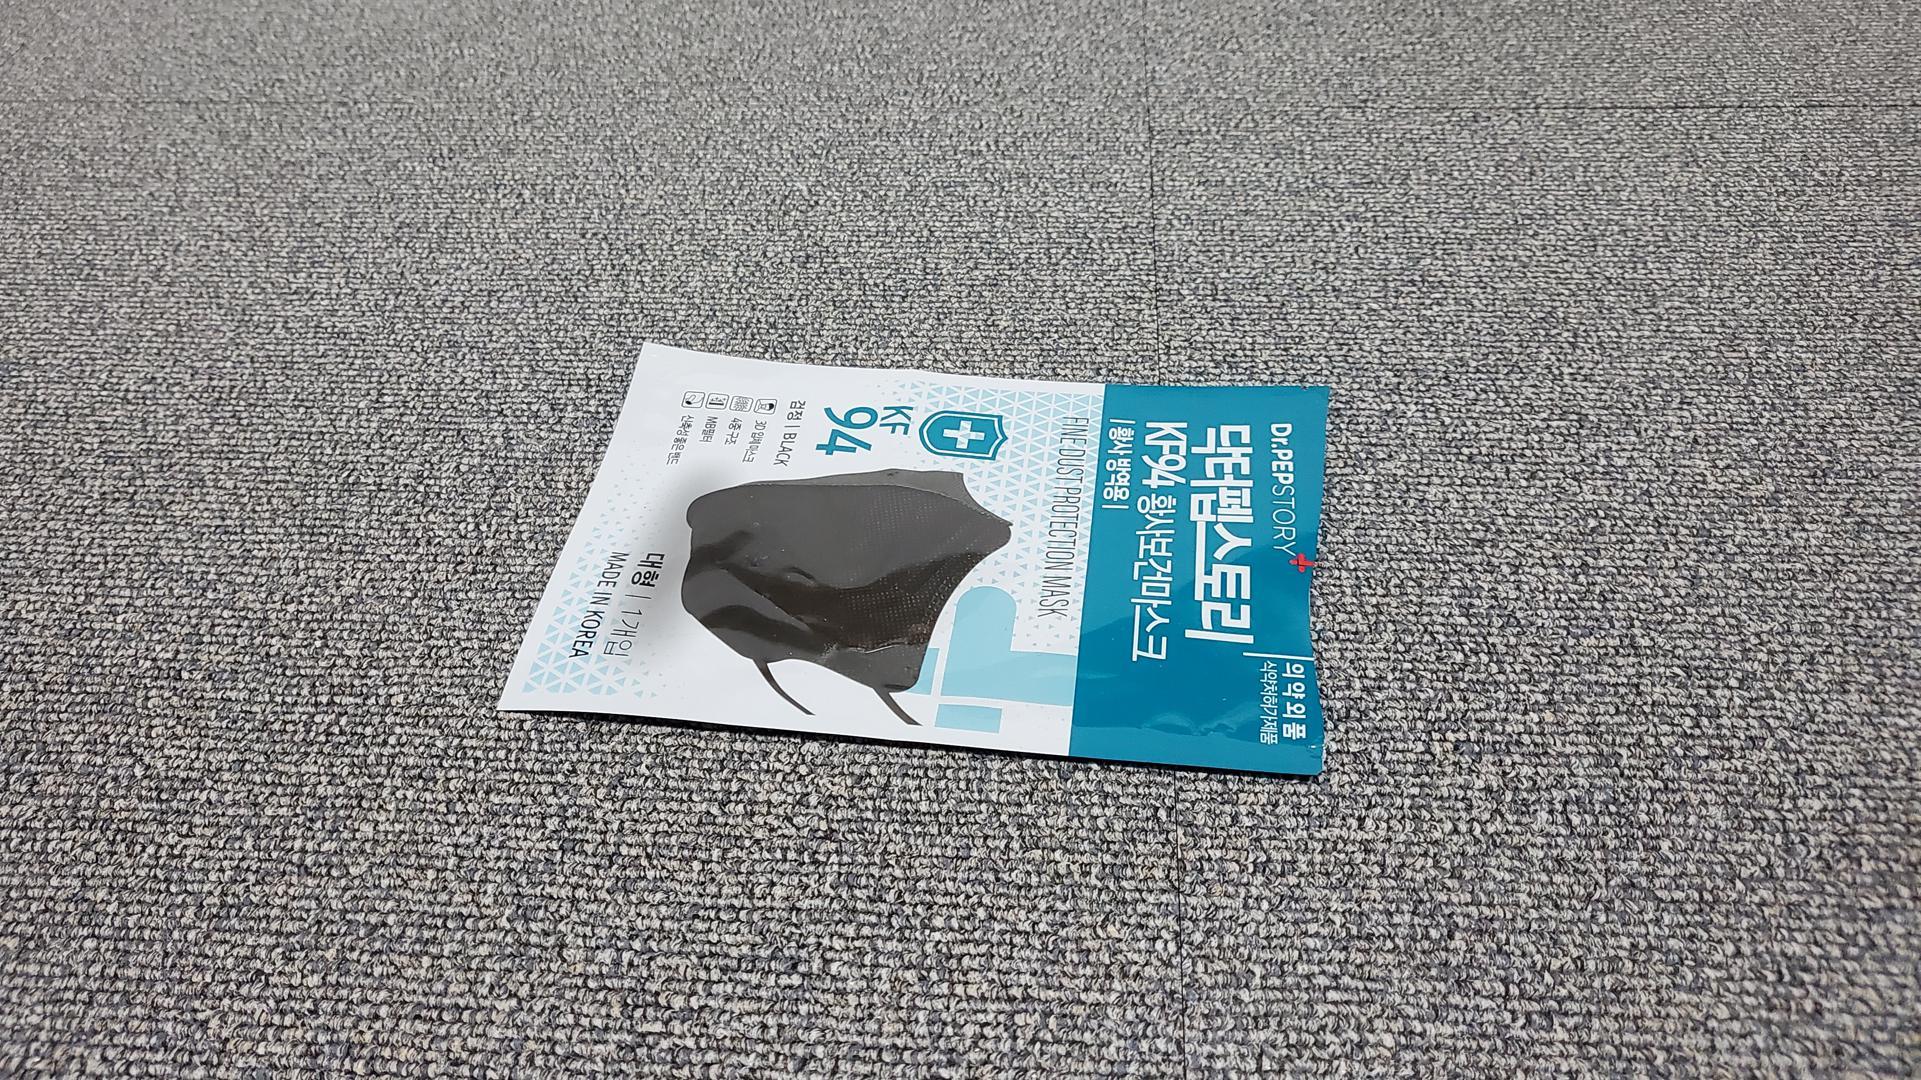 Dr.PEEPSTORY
의약외품
식약처허가제품
닥터핍스토리
KF94 황사보건마스크
| 황사 방역용 |
FINE DUST PROTECTION MASK
KF
94
검정 | BLACK
3D 입체 마스크
4중 구조
MB필터
신축성 좋은 밴드
대형 | 1개입
MADE IN KOREA